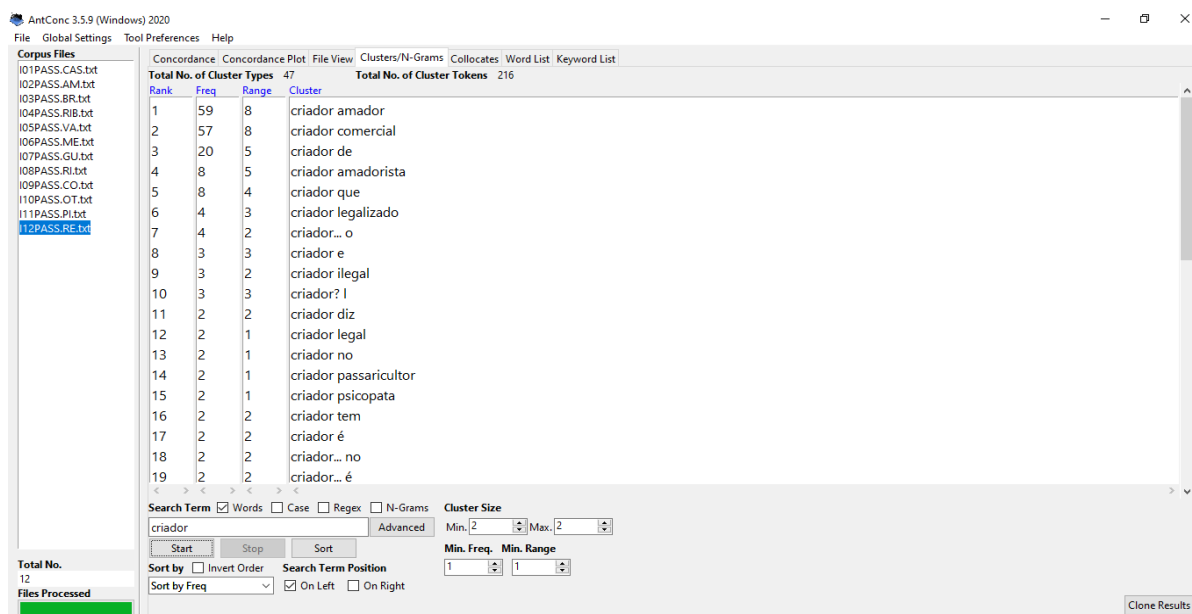 AntConc 3.5.9 (Windows) 2020
File Global Settings Tool Preferences Help
Corpus Files
I01PASS.CAS.txt
I02PASS.AM.txt
I03PASS.BR.txt
I04PASS.RIB.txt
I05PASS.VA.txt
I06PASS.ME.txt
I07PASS.GU.txt
I08PASS.RI.txt
I09PASS.CO.txt
I10PASS.OT.txt
I11PASS.PI.txt
I12PASS.RE.txt
Total No.
12
Files Processed
Concordance Concordance Plot File View Clusters/N-Grams Collocates Word List Keyword List
Total No. of Cluster Types 47 Total No. of Cluster Tokens 216
Rank Freq Range Cluster
1 59 8 criador amador
2 57 8 criador comercial
3 20 5 criador de
4 8 5 criador amadorista
5 8 4 criador que
6 4 3 criador legalizado
7 4 2 criador... o
8 3 3 criador e
9 3 2 criador ilegal
10 3 3 criador? I
11 2 2 criador diz
12 2 1 criador legal
13 2 1 criador no
14 2 1 criador passaricultor
15 2 1 criador psicopata
16 2 2 criador tem
17 2 2 criador é
18 2 2 criador... no
19 2 2 criador... é
Search Term Words Case Regex N-Grams Cluster Size
criador Advanced Min. 2 Max. 2
Start Stop Sort Min. Freq. Min. Range
Sort by Invert Order Search Term Position 1 1
Sort by Freq On Left On Right
Clone Results